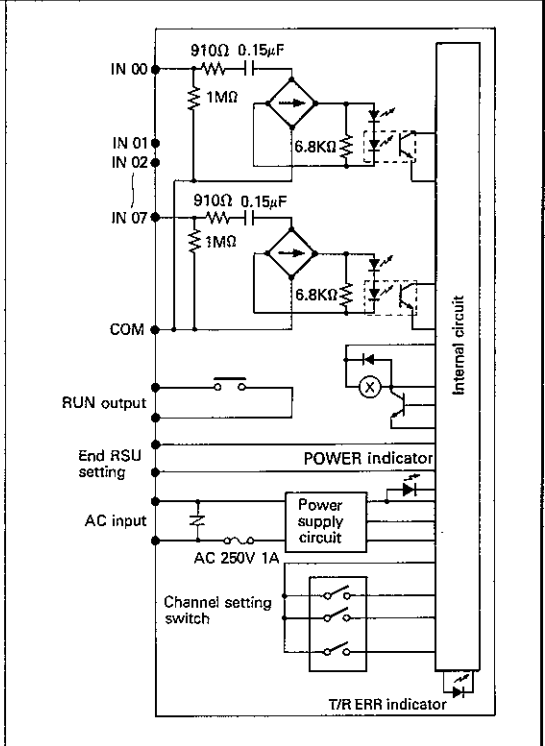 910Ω 0.15μF
IN 00
1MΩ
IN 01
6.8KΩ
IN 02
910Ω 0.15μF
IN 07
1MΩ
6.8KΩ
COM
Internal circuit
X
RUN output
End RSU
setting
POWER indicator
AC input
Power
supply
circuit
AC 250V 1A
Channel setting
switch
T/R ERR indicator